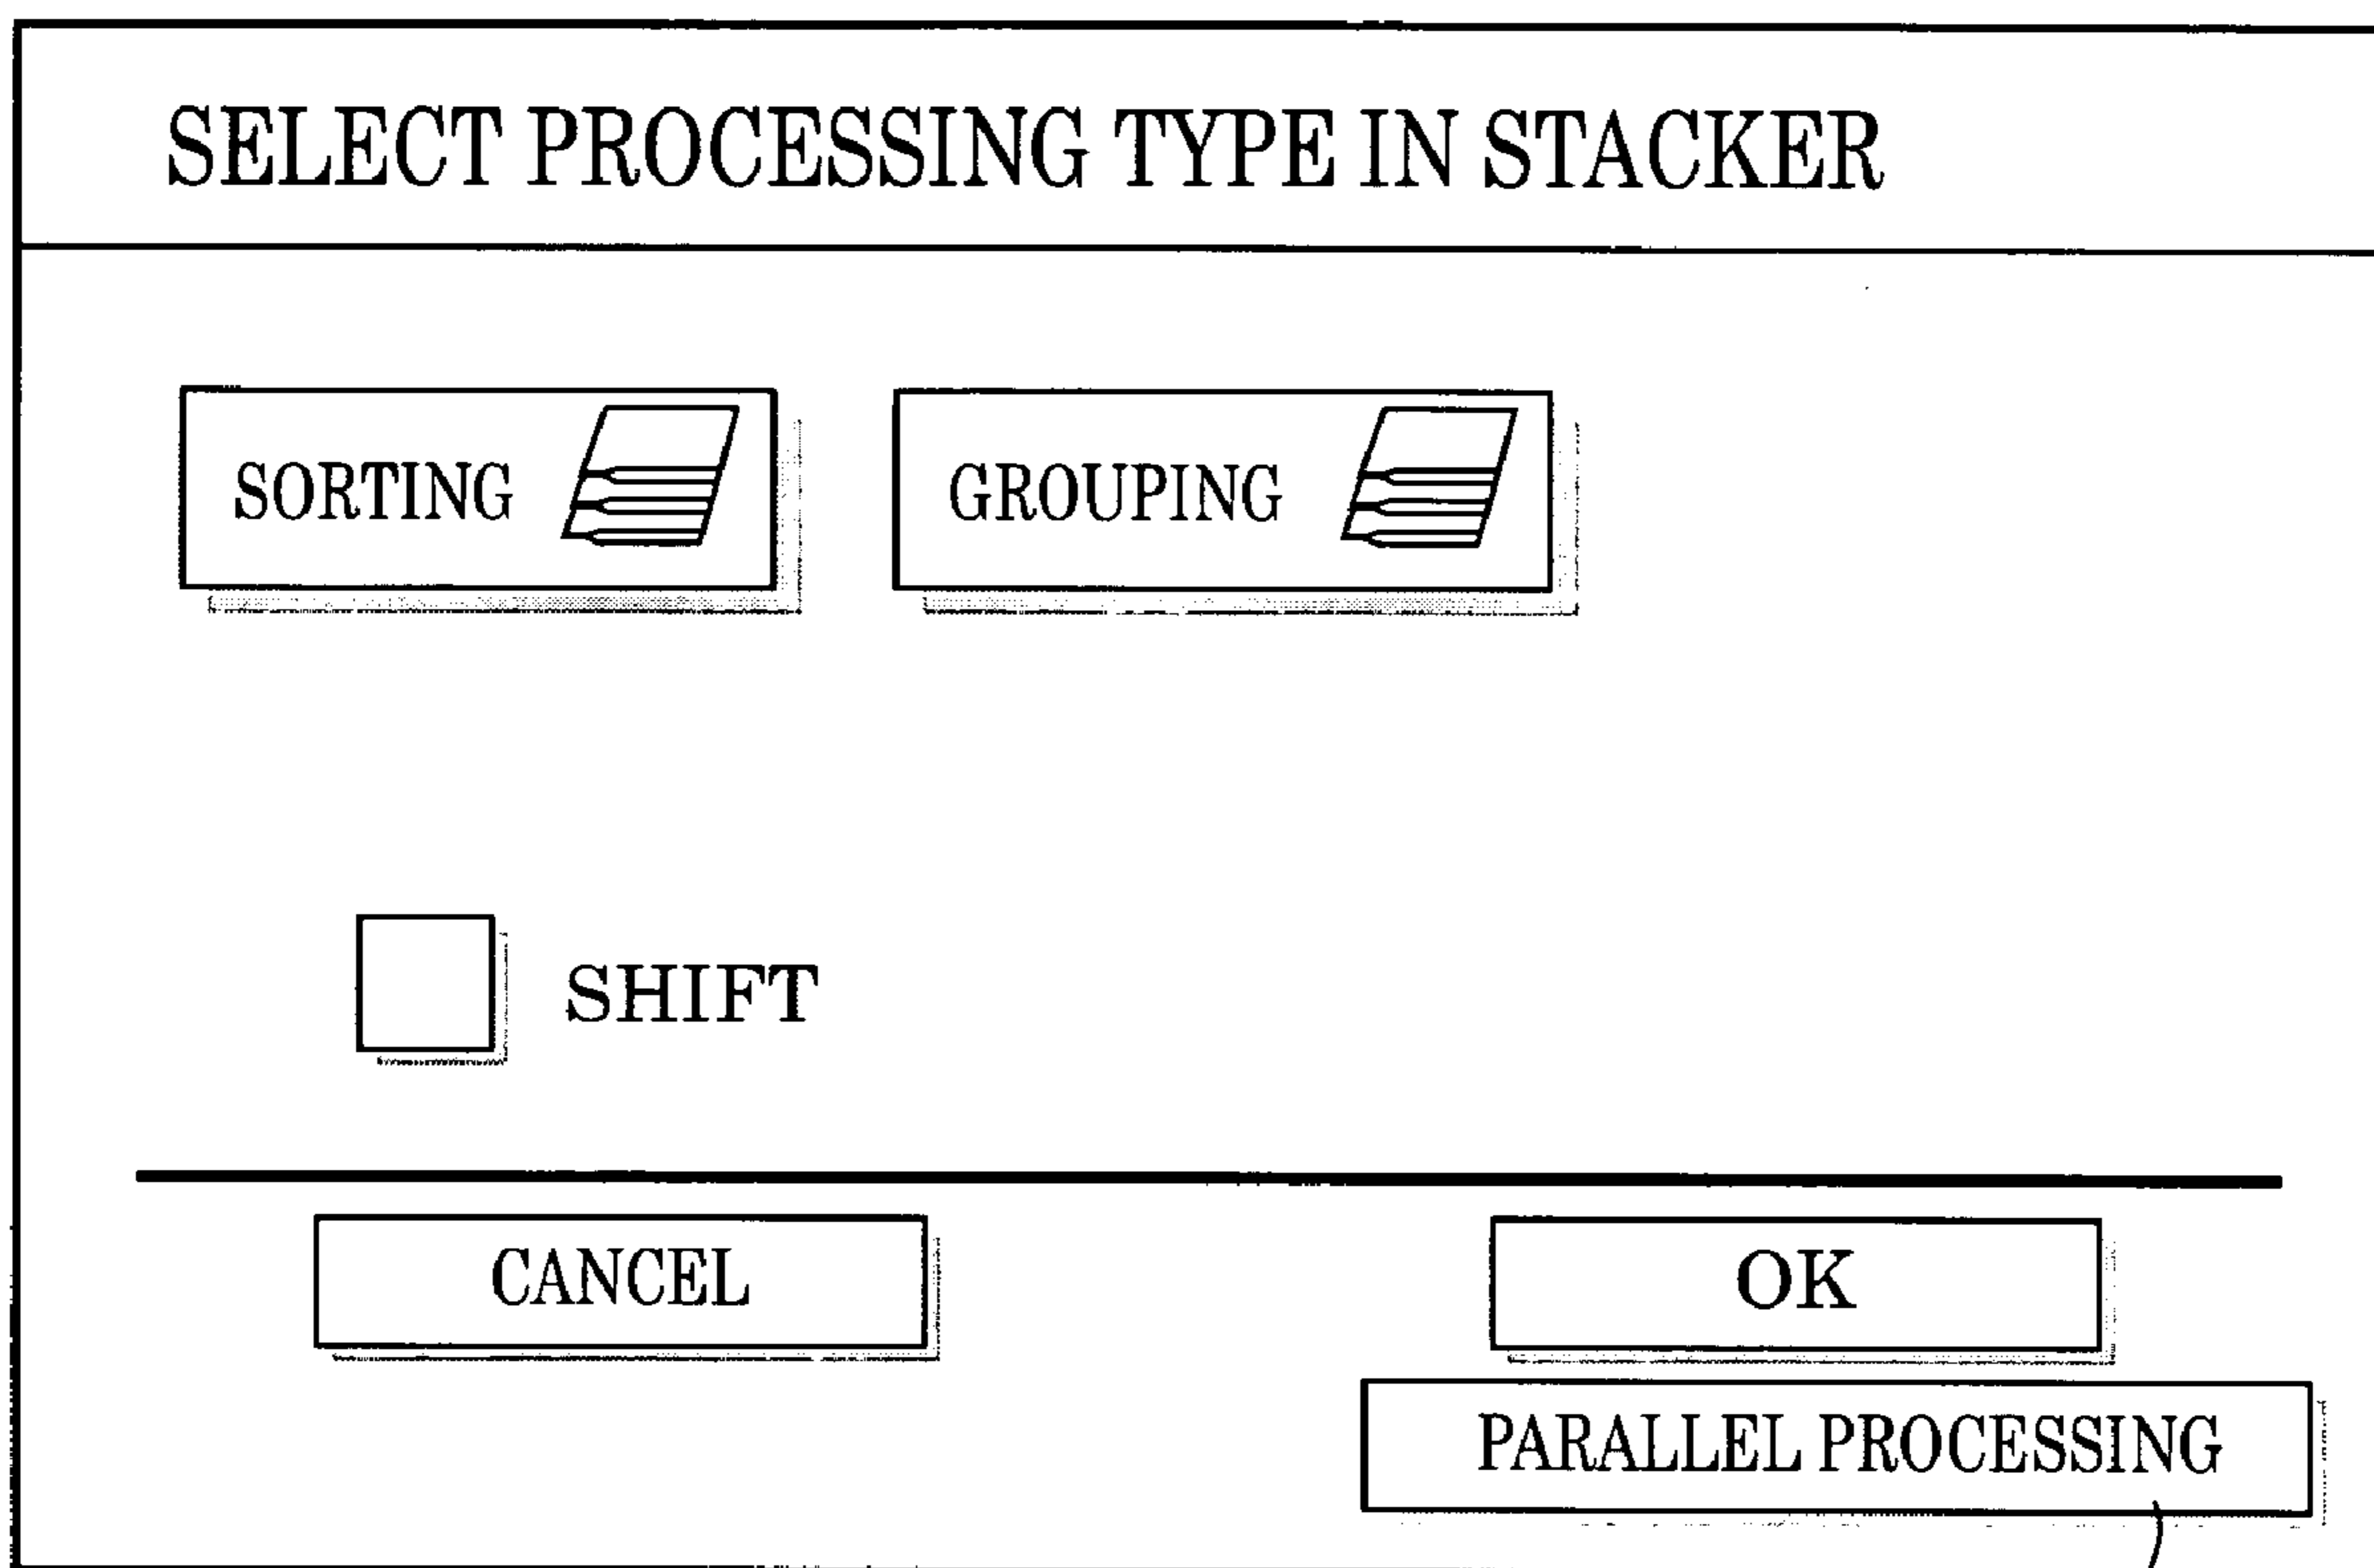 SELECT PROCESSING TYPE IN STACKER
SORTING
GROUPING
SHIFT
CANCEL
OK
PARALLEL PROCESSING